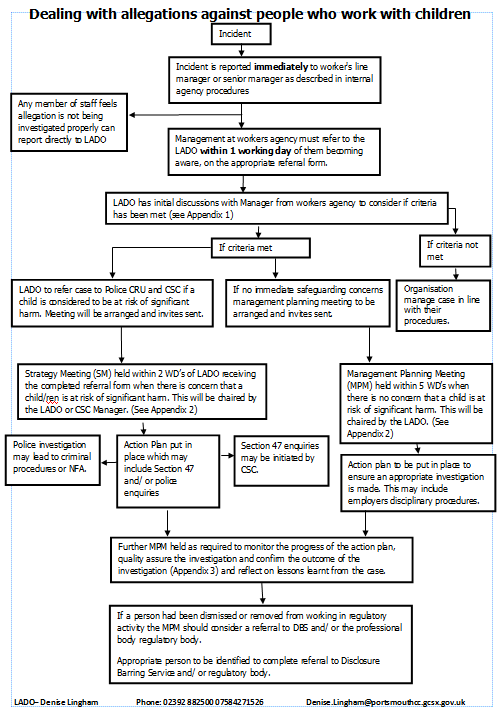 Dealing with allegations against people who work with children
Incident
Incident is reported immediately to worker's line
manager or senior manager as described in internal
agency procedures
Any member of staff feels
allegation is not being
investigated properly can
report directly to LADO
Management at workers agency must refer to the
LADO within 1 working day of them becoming
aware, on the appropriate referral form.
LADO has initial discussions with Manager from workers agency to consider if criteria
has been met (see Appendix 1)
If criteria met
If criteria not
met
LADO to refer case to Police CRU and CSC if a
child is considered to be at risk of significant
harm. Meeting will be arranged and invites sent.
If no immediate safeguarding concerns
management planning meeting to be
arranged and invites sent.
Organisation
manage case in line
with their
procedures.
Strategy Meeting (SM) held within 2 WD's of LADO receiving
the completed referral form when there is concern that a
child/ren is at risk of significant harm. This will be chaired by
the LADO or CSC Manager. (See Appendix 2)
Management Planning Meeting
(MPM) held within 5 WD's when
there is no concern that a child is at
risk of significant harm. This will be
chaired by the LADO. (See
Appendix 2)
Police investigation
may lead to criminal
procedures or NFA.
Action Plan put in
place which may
include Section 47
and/ or police
enquiries
Section 47 enquiries
may be initiated by
CSC.
Action plan to be put in place to
ensure an appropriate investigation
is made. This may include
employers disciplinary procedures.
Further MPM held as required to monitor the progress of the action plan,
quality assure the investigation and confirm the outcome of the
investigation (Appendix 3) and reflect on lessons learnt from the case.
If a person had been dismissed or removed from working in regulatory
activity the MPM should consider a referral to DBS and/ or the professional
body regulatory body.
Appropriate person to be identified to complete referral to Disclosure
Barring Service and/ or regulatory body.
LADO– Denise Lingham Phone: 02392 882500 07584271526 Denise.Lingham@portsmouthcc.gcsx.gov.uk